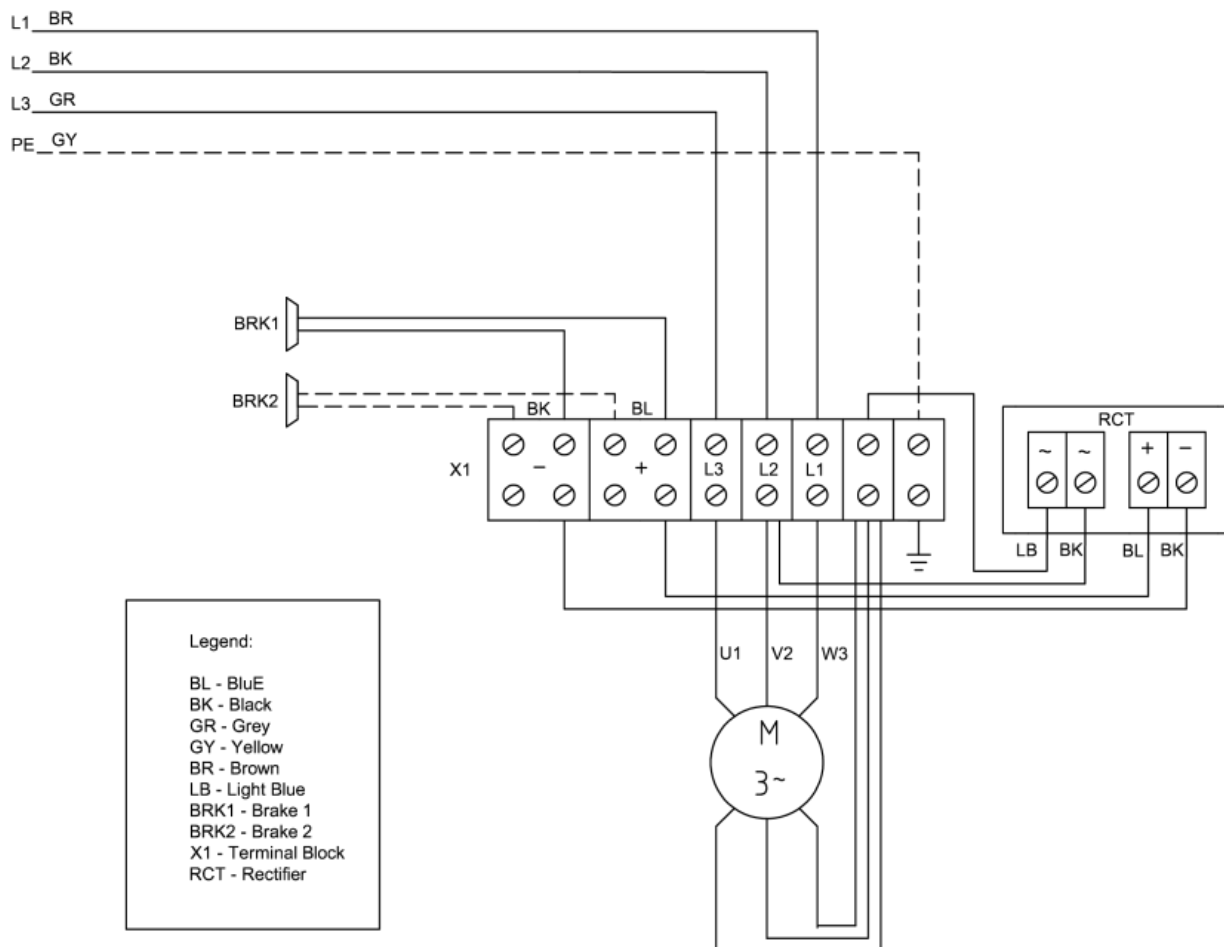 L1 BR
L2 BK
L3 GR
PE GY
BRK1
BRK2
BK BL
RCT
~ ~ + -
X1 - + L3 L2 L1
LB BK BL BK
U1 V2 W3
M
3~
Legend:
BL - BluE
BK - Black
GR - Grey
GY - Yellow
BR - Brown
LB - Light Blue
BRK1 - Brake 1
BRK2 - Brake 2
X1 - Terminal Block
RCT - Rectifier